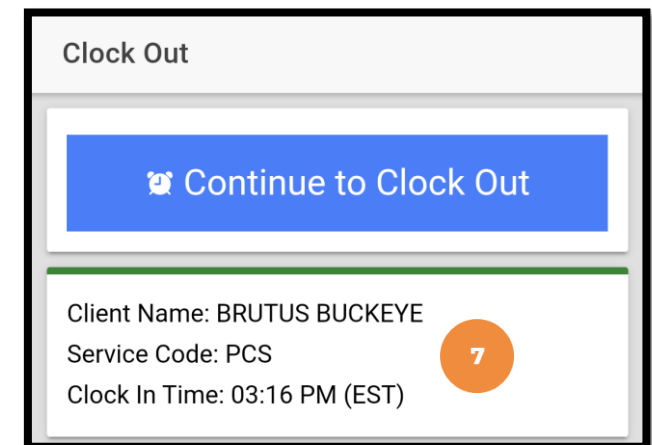 Clock Out
Continue to Clock Out
Client Name: BRUTUS BUCKEYE
Service Code: PCS
7
Clock In Time: 03:16 PM (EST)